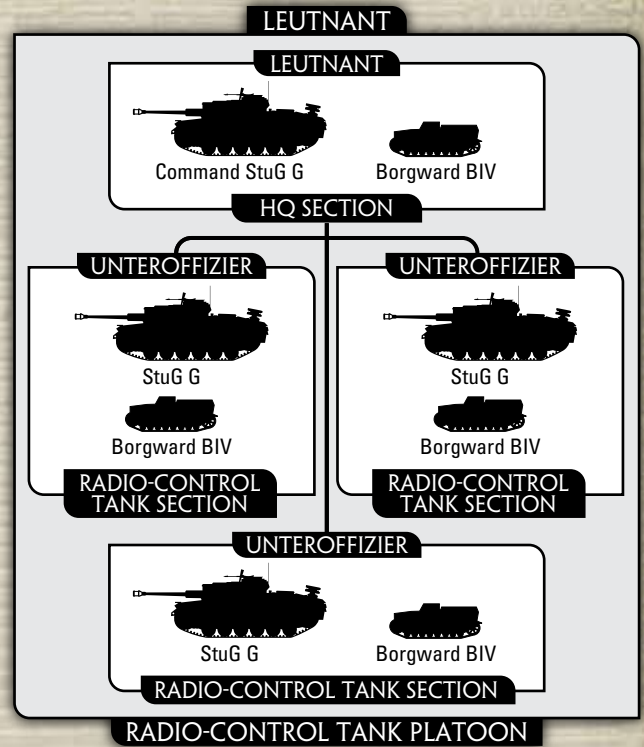 LEUTNANT
LEUTNANT
Command StuG G
Borgward BIV
HQ SECTION
UNTEROFFIZIER
StuG G
Borgward BIV
RADIO-CONTROL
TANK SECTION
UNTEROFFIZIER
StuG G
Borgward BIV
RADIO-CONTROL
TANK SECTION
UNTEROFFIZIER
StuG G
Borgward BIV
RADIO-CONTROL TANK SECTION
RADIO-CONTROL TANK PLATOON